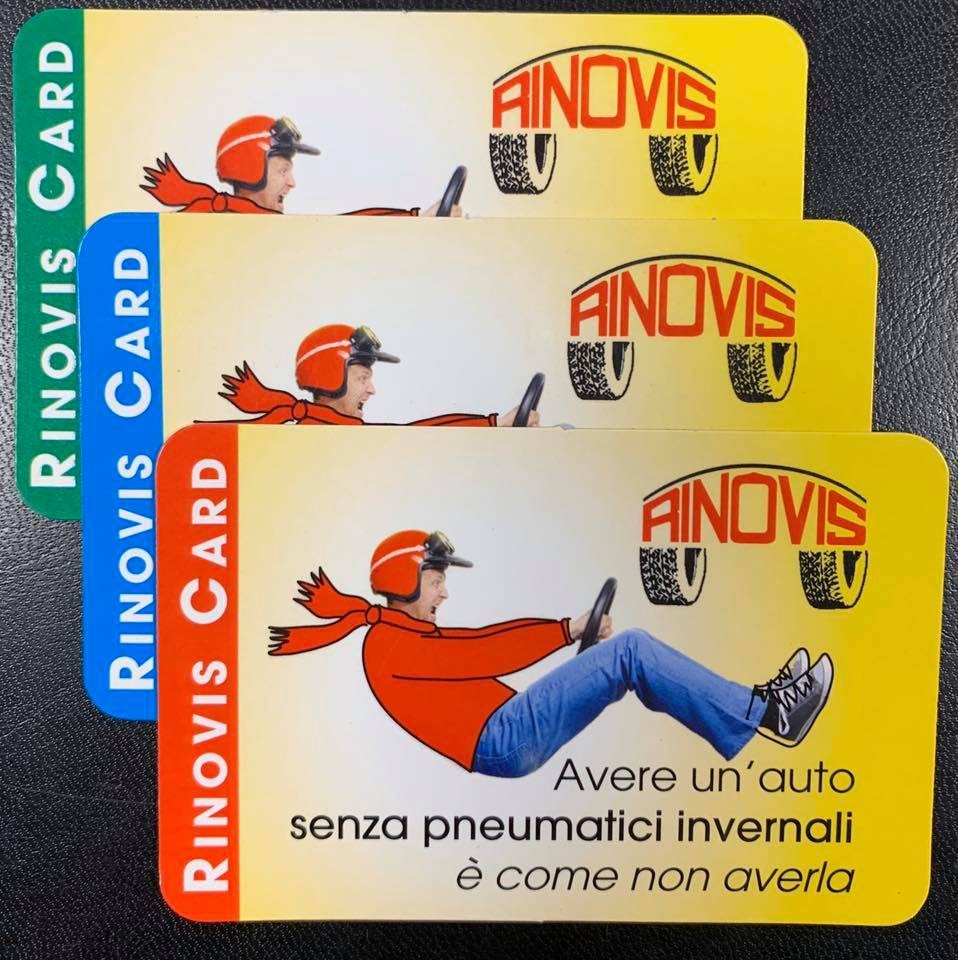 RINOVIS CARD
RINOVIS
RINOVIS CARD
RINOVIS
RINOVIS CARD
RINOVIS
Avere un'auto
senza pneumatici invernali
è come non averla